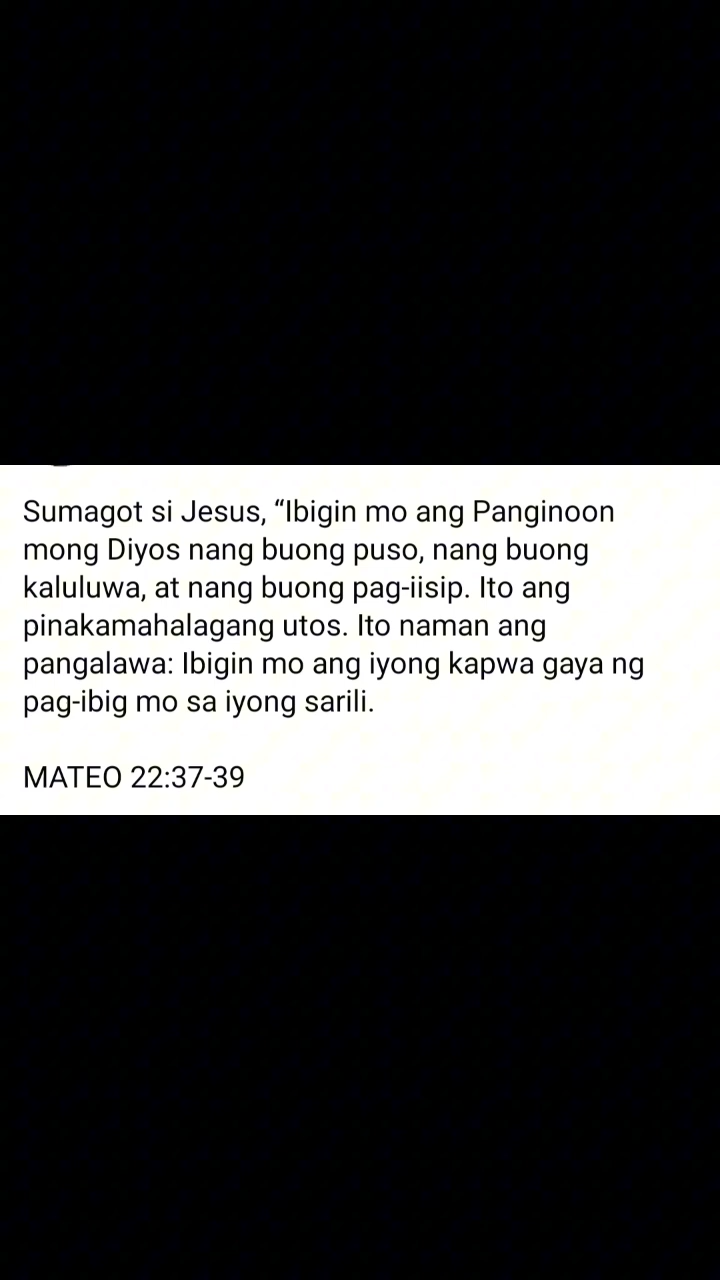 Sumagot si Jesus, “Ibigin mo ang Panginoon
mong Diyos nang buong puso, nang buong
kaluluwa, at nang buong pag-iisip. Ito ang
pinakamahalagang utos. Ito naman ang
pangalawa: Ibigin mo ang iyong kapwa gaya ng
pag-ibig mo sa iyong sarili.
MATEO 22:37-39